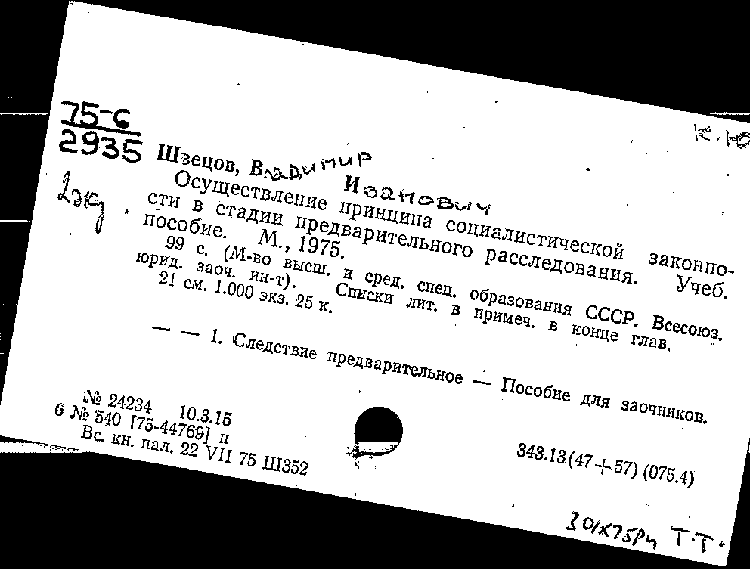 75-6
2935
К.Ю
2 экз
Швецов, Владимир
Иванович
Осуществление принципа социалистической законно-
сти в стадии предварительного расследования. Учеб.
пособие. М., 1975.
99 с. (М-во высш. и сред. спец. образования СССР. Всесоюз.
юрид. заоч. ин-т). Списки лит. в примеч. в конце глав.
21 см. 1.000 экз. 25 к.
— — 1. Следствие предварительное — Пособие для заочников.
№ 24234 10.3.15
6 № 540 [75-44769] п
Вс. кн. пал. 22 VII 75 Ш352
343.13(47+57)(075.4)
Т.Т.